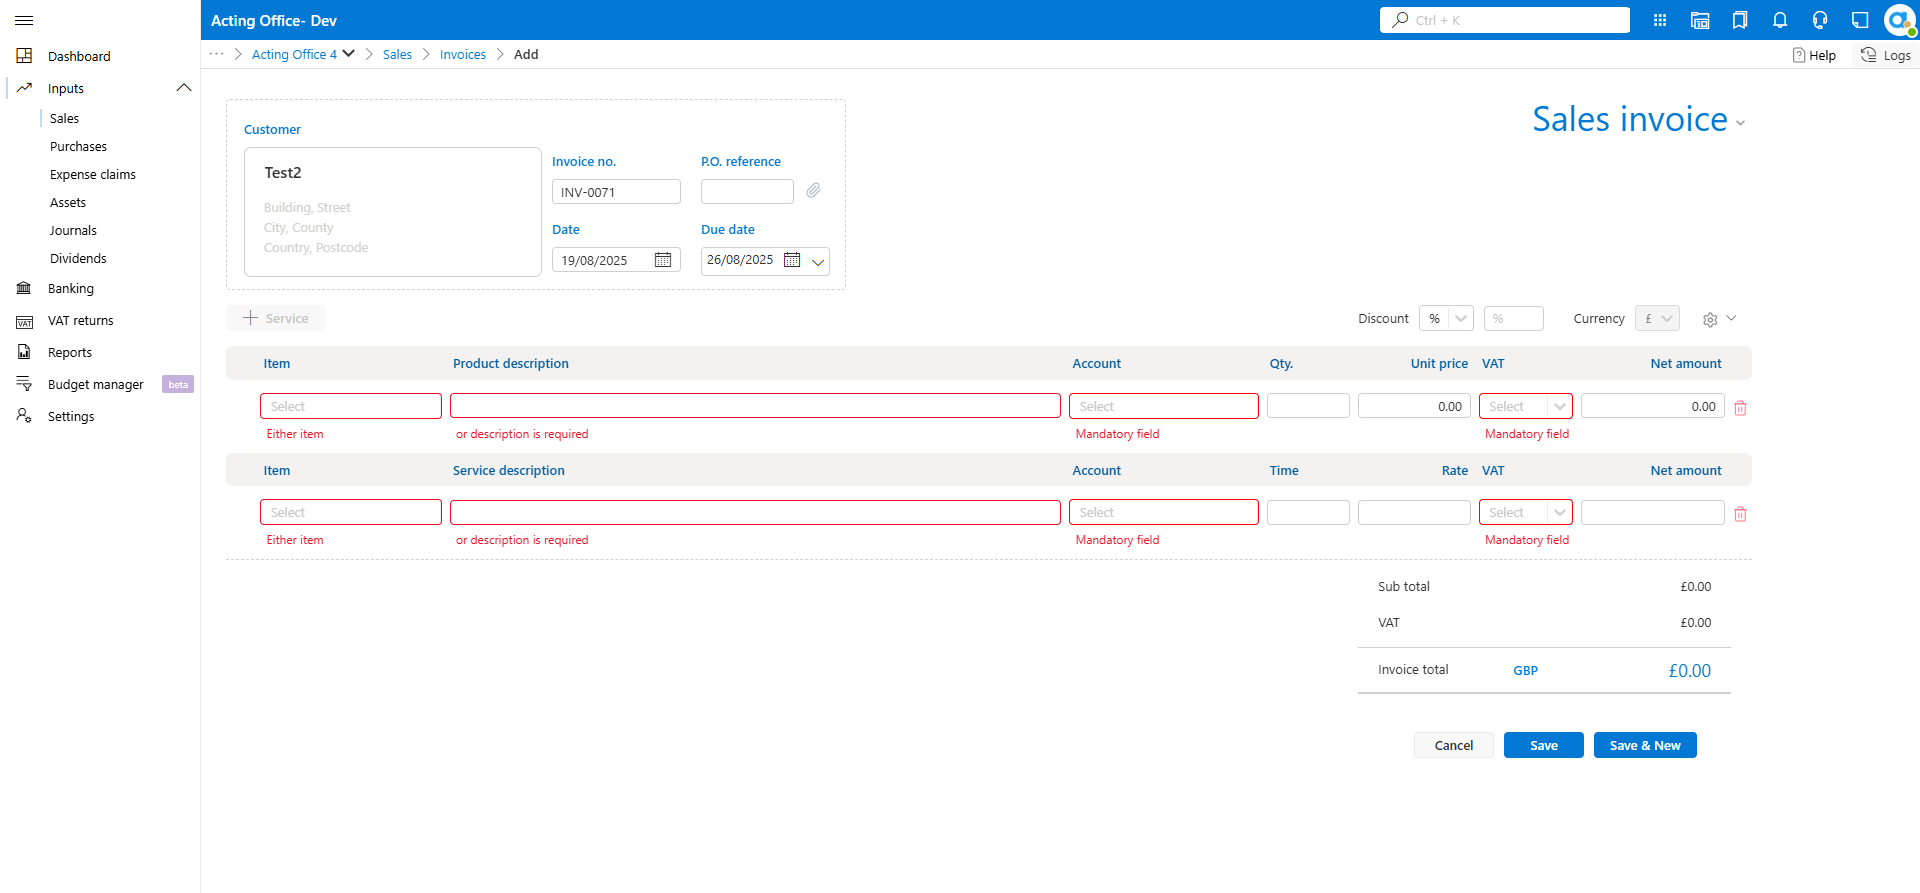 Acting Office- Dev
Ctrl + K
Dashboard
Inputs
Sales
Purchases
Expense claims
Assets
Journals
Dividends
Banking
VAT
VAT returns
Reports
Budget manager
beta
Settings
Acting Office 4
Sales
Invoices
Add
Help
Logs
Customer
Test2
Building, Street
City, County
Country, Postcode
Invoice no.
P.O. reference
INV-0071
Date
Due date
19/08/2025
26/08/2025
Sales invoice
Service
Discount
%
%
Currency
£
Item Product description Account Qty. Unit price VAT Net amount
Select Select 0.00 Select 0.00
Either item or description is required Mandatory field Mandatory field
Item Service description Account Time Rate VAT Net amount
Select Select Select
Either item or description is required Mandatory field Mandatory field
Sub total £0.00
VAT £0.00
Invoice total GBP £0.00
Cancel
Save
Save & New